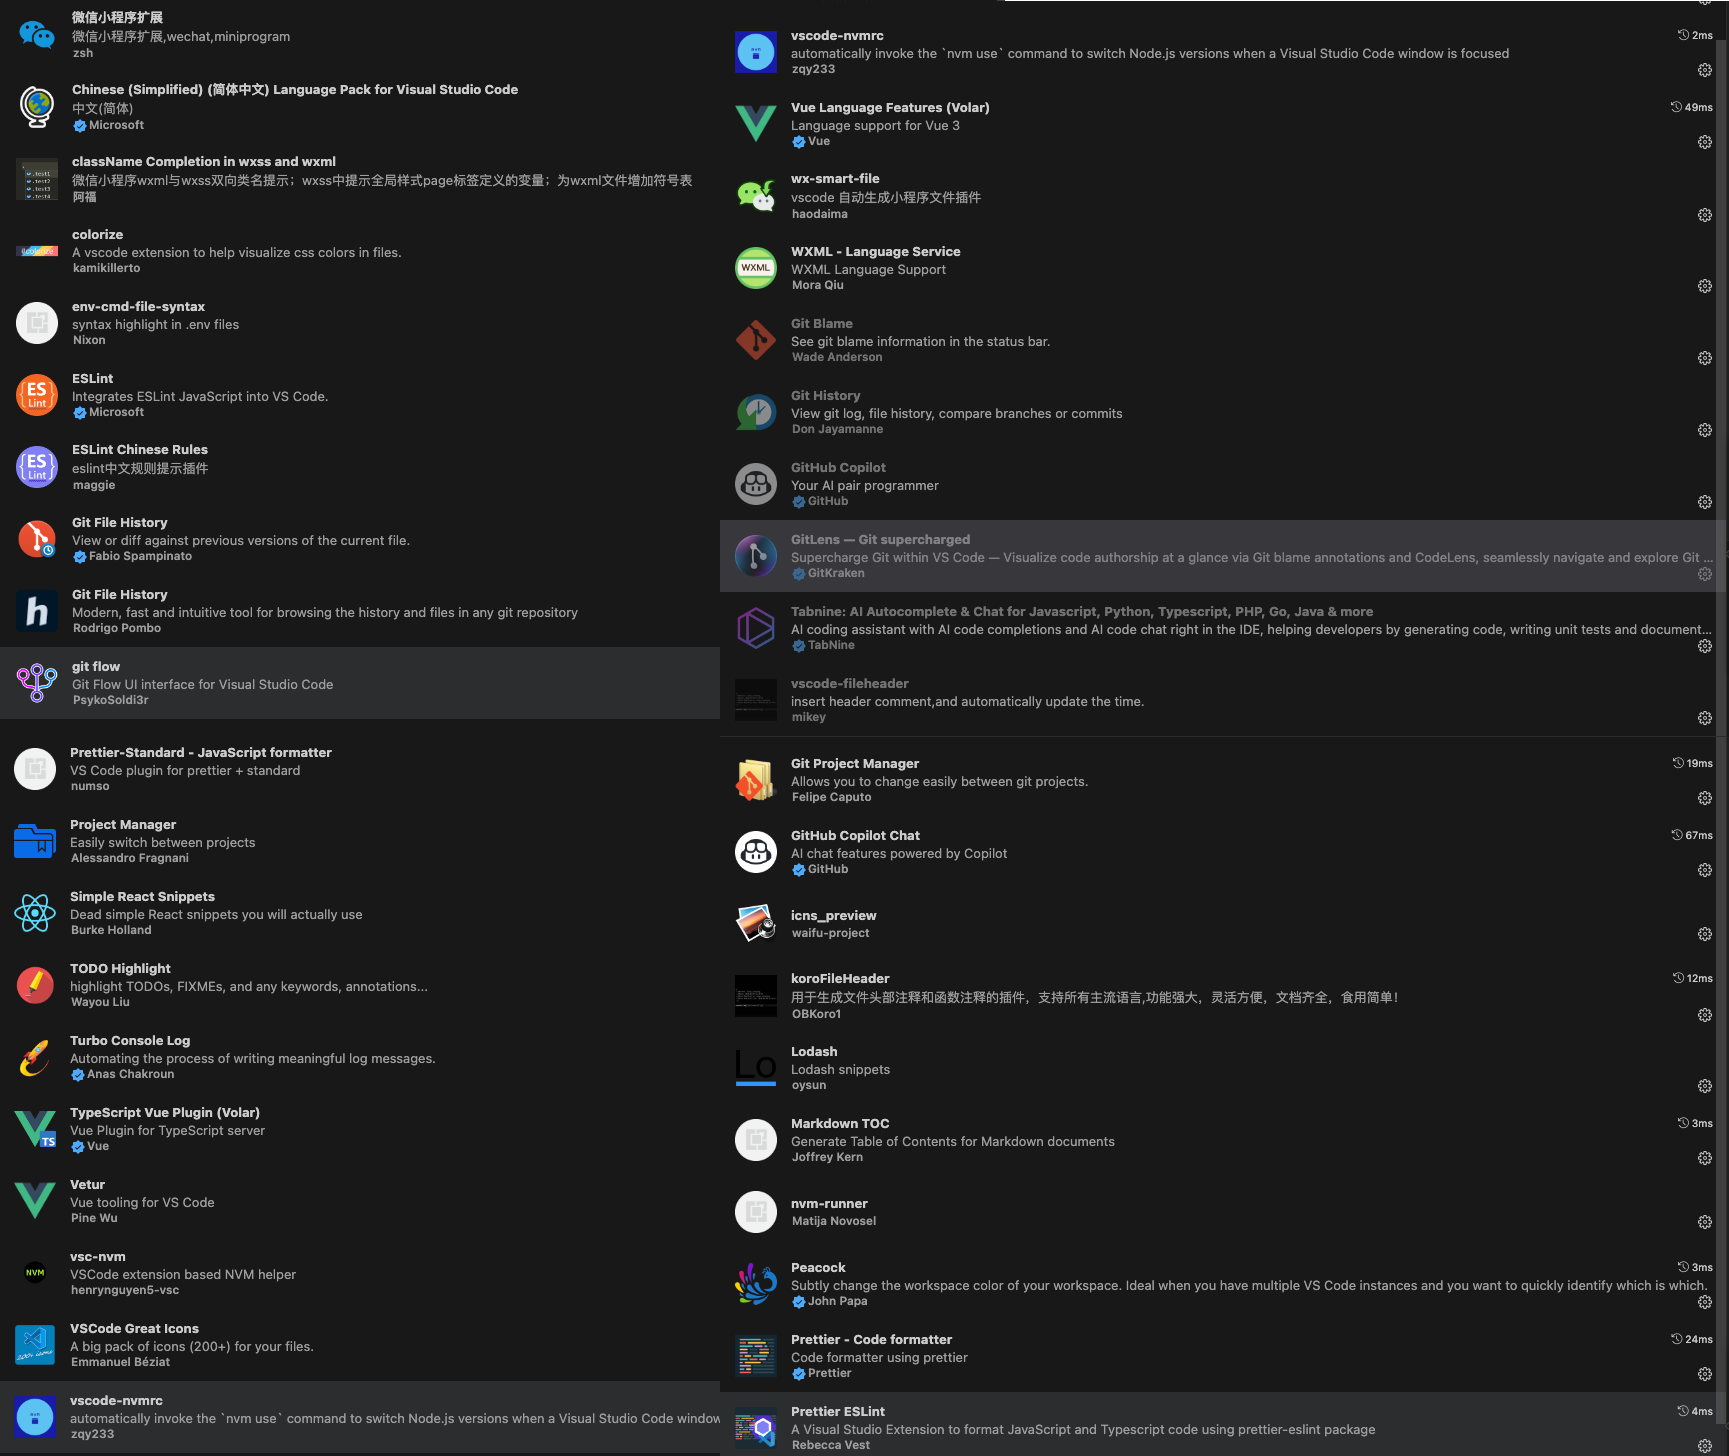 微信小程序扩展
微信小程序扩展,wechat,miniprogram
zsh
Chinese (Simplified) (简体中文) Language Pack for Visual Studio Code
中文(简体)
Microsoft
className Completion in wxss and wxml
微信小程序wxml与wxss双向类名提示；wxss中提示全局样式page标签定义的变量；为wxml文件增加符号表
阿福
.test1
.test2
.test3
.test4
colorize
A vscode extension to help visualize css colors in files.
kamikillerto
#colorize
env-cmd-file-syntax
syntax highlight in .env files
Nixon
ESLint
Integrates ESLint JavaScript into VS Code.
Microsoft
ES
Lint
ESLint Chinese Rules
eslint中文规则提示插件
maggie
ES
Lint
Git File History
View or diff against previous versions of the current file.
Fabio Spampinato
Git File History
Modern, fast and intuitive tool for browsing the history and files in any git repository
Rodrigo Pombo
h
git flow
Git Flow UI interface for Visual Studio Code
PsykoSoldi3r
Prettier-Standard - JavaScript formatter
VS Code plugin for prettier + standard
numso
Project Manager
Easily switch between projects
Alessandro Fragnani
Simple React Snippets
Dead simple React snippets you will actually use
Burke Holland
TODO Highlight
highlight TODOs, FIXMEs, and any keywords, annotations...
Wayou Liu
Turbo Console Log
Automating the process of writing meaningful log messages.
Anas Chakroun
TypeScript Vue Plugin (Volar)
Vue Plugin for TypeScript server
Vue
TS
Vetur
Vue tooling for VS Code
Pine Wu
vsc-nvm
VSCode extension based NVM helper
henrynguyen5-vsc
NVM
VSCode Great Icons
A big pack of icons (200+) for your files.
Emmanuel Béziat
200+ icons
vscode-nvmrc
automatically invoke the `nvm use` command to switch Node.js versions when a Visual Studio Code window
zqy233
nvm
vscode-nvmrc
2ms
automatically invoke the `nvm use` command to switch Node.js versions when a Visual Studio Code window is focused
zqy233
nvm
Vue Language Features (Volar)
49ms
Language support for Vue 3
Vue
wx-smart-file
vscode 自动生成小程序文件插件
haodaima
WXML - Language Service
WXML Language Support
Mora Qiu
WXML
Git Blame
See git blame information in the status bar.
Wade Anderson
Git History
View git log, file history, compare branches or commits
Don Jayamanne
GitHub Copilot
Your AI pair programmer
GitHub
GitLens — Git supercharged
Supercharge Git within VS Code — Visualize code authorship at a glance via Git blame annotations and CodeLens, seamlessly navigate and explore Git ...
GitKraken
Tabnine: AI Autocomplete & Chat for Javascript, Python, Typescript, PHP, Go, Java & more
AI coding assistant with AI code completions and AI code chat right in the IDE, helping developers by generating code, writing unit tests and document...
TabNine
vscode-fileheader
insert header comment,and automatically update the time.
mikey
Git Project Manager
19ms
Allows you to change easily between git projects.
Felipe Caputo
GitHub Copilot Chat
67ms
AI chat features powered by Copilot
GitHub
icns_preview
waifu-project
koroFileHeader
12ms
用于生成文件头部注释和函数注释的插件，支持所有主流语言,功能强大，灵活方便，文档齐全，食用简单！
OBKoro1
Lodash
Lodash snippets
oysun
Lo
Markdown TOC
3ms
Generate Table of Contents for Markdown documents
Joffrey Kern
nvm-runner
Matija Novosel
Peacock
3ms
Subtly change the workspace color of your workspace. Ideal when you have multiple VS Code instances and you want to quickly identify which is which.
John Papa
Prettier - Code formatter
24ms
Code formatter using prettier
Prettier
Prettier ESLint
4ms
A Visual Studio Extension to format JavaScript and Typescript code using prettier-eslint package
Rebecca Vest